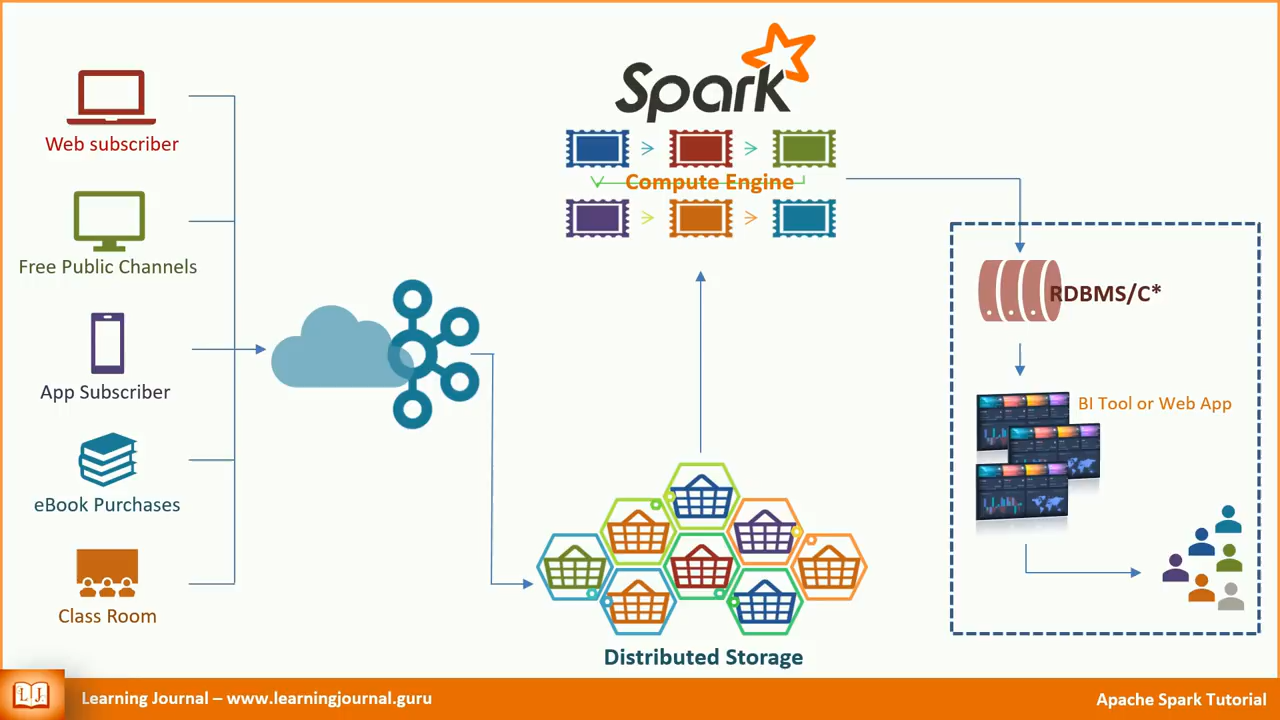 Spark
Web subscriber
Compute Engine
Free Public Channels
RDBMS/C*
App Subscriber
BI Tool or Web App
eBook Purchases
Class Room
Distributed Storage
LJ
Learning Journal – www.learningjournal.guru
Apache Spark Tutorial